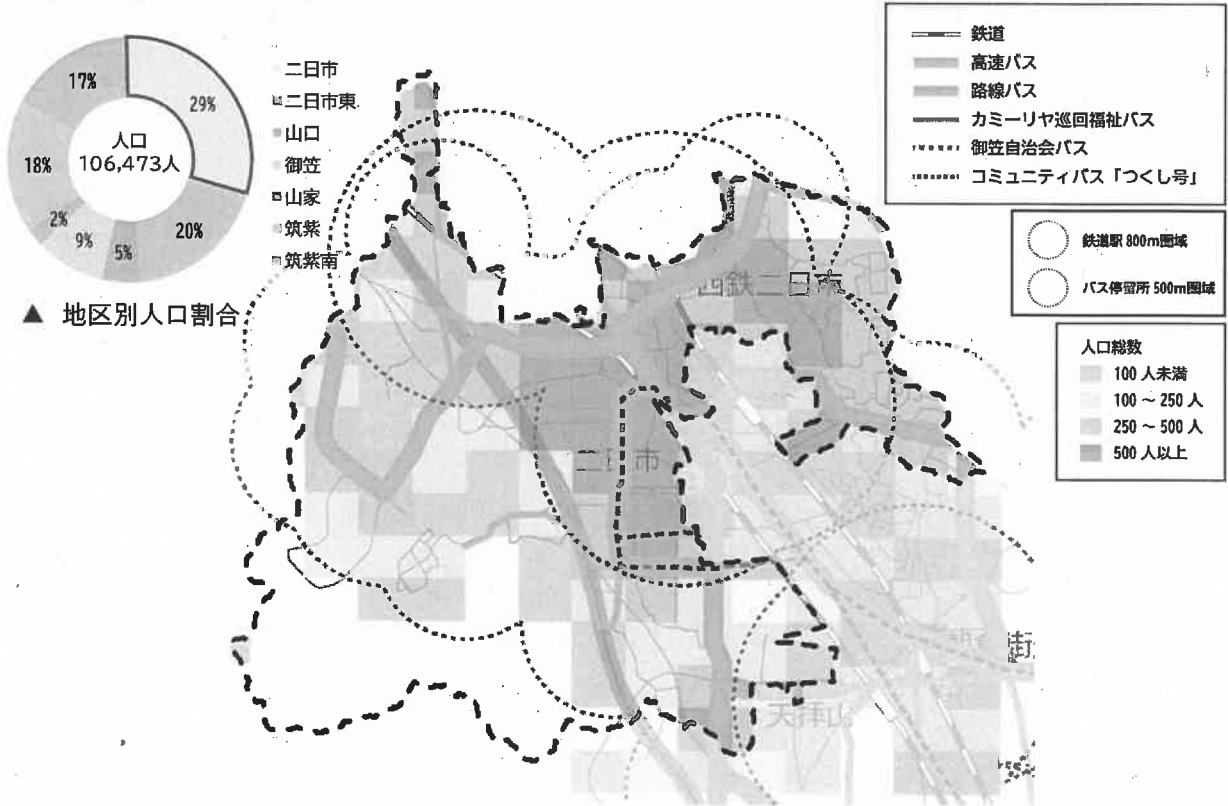 17%
29%
人口
106,473人
18%
2%
9%
5%
20%
二日市
二日市東
山口
御笠
山家
筑紫
筑紫南
▲ 地区別人口割合
鉄道
高速バス
路線バス
カミーリヤ巡回福祉バス
御笠自治会バス
コミュニティバス「つくし号」
鉄道駅 800m圏域
バス停留所 500m圏域
人口総数
100 人未満
100 ～ 250 人
250 ～ 500 人
500 人以上
西鉄二日市
二日市
天拝山
街